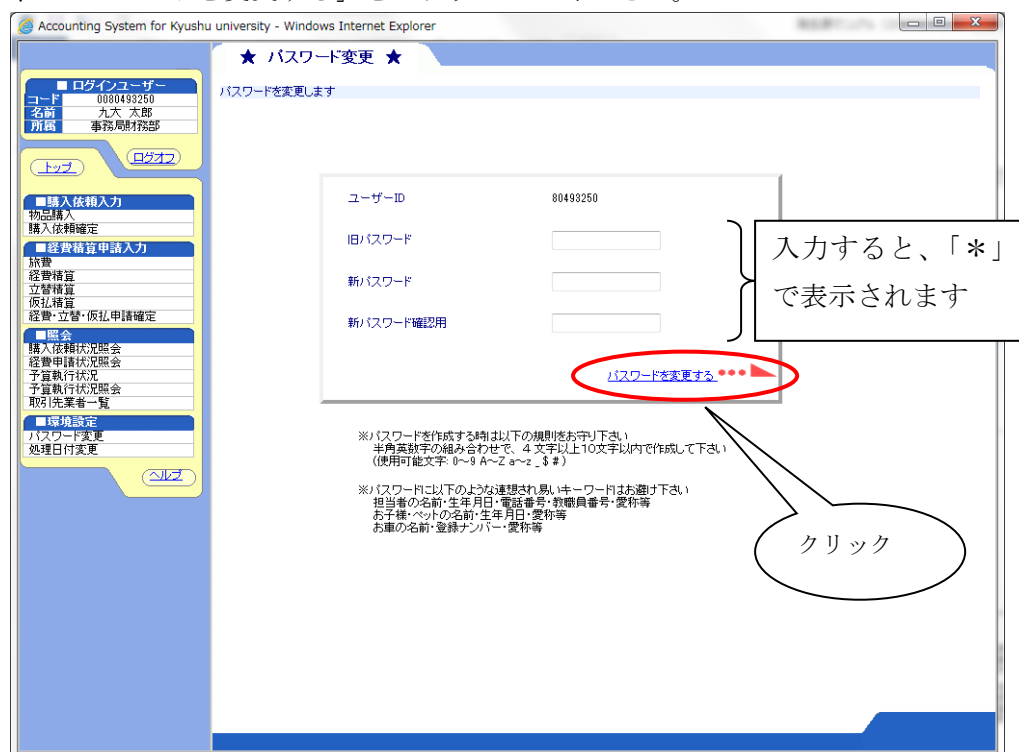 Accounting System for Kyushu university - Windows Internet Explorer
★ パスワード変更 ★
パスワードを変更します
■ ログインユーザー
コード 0080493250
名前 九大 太郎
所属 事務局財務部
トップ
ログオフ
■購入依頼入力
物品購入
購入依頼確定
■経費精算申請入力
旅費
経費精算
立替精算
仮払精算
経費・立替・仮払申請確定
■照会
購入依頼状況照会
経費申請状況照会
予算執行状況
予算執行状況照会
取引先業者一覧
■環境設定
パスワード変更
処理日付変更
ヘルプ
ユーザーID 80493250
旧パスワード
新パスワード
新パスワード確認用
パスワードを変更する
入力すると、「＊」
で表示されます
※パスワードを作成する時は以下の規則をお守り下さい
半角英数字の組み合わせで、4文字以上10文字以内で作成して下さい
(使用可能文字: 0～9 A～Z a～z _ $ # )
※パスワードに以下のような連想され易いキーワードはお避け下さい
担当者の名前・生年月日・電話番号・教職員番号・愛称等
お子様・ペットの名前・生年月日・愛称等
お車の名前・登録ナンバー・愛称等
クリック